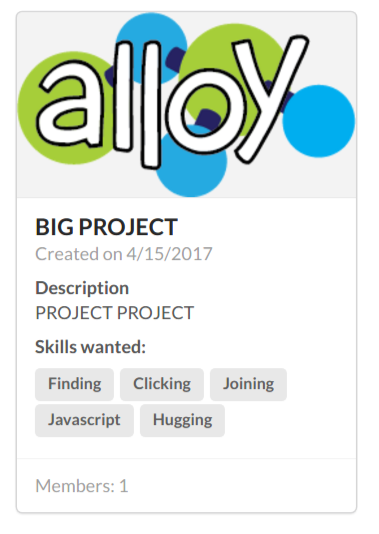 alloy
BIG PROJECT
Created on 4/15/2017
Description
PROJECT PROJECT
Skills wanted:
Finding Clicking Joining
Javascript Hugging
Members: 1